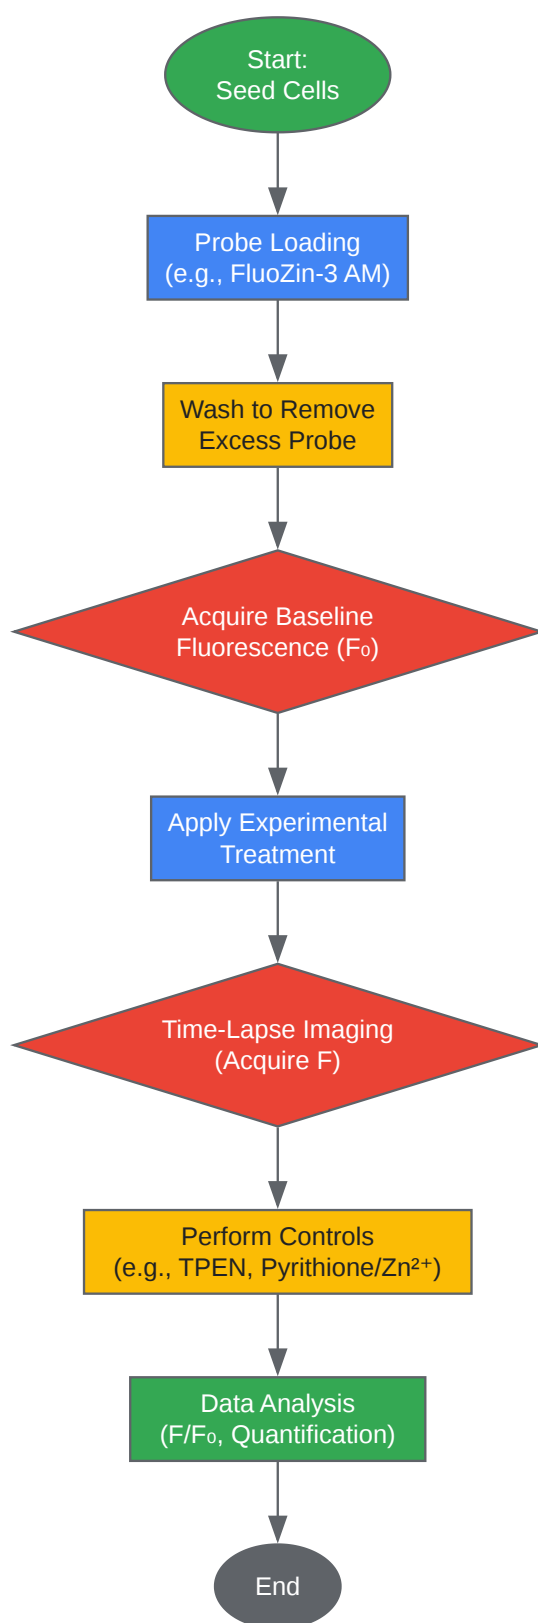 Start:
Seed Cells
Probe Loading
(e.g., FluoZin-3 AM)
Wash to Remove
Excess Probe
Acquire Baseline
Fluorescence (F₀)
Apply Experimental
Treatment
Time-Lapse Imaging
(Acquire F)
Perform Controls
(e.g., TPEN, Pyrithione/Zn²⁺)
Data Analysis
(F/F₀, Quantification)
End